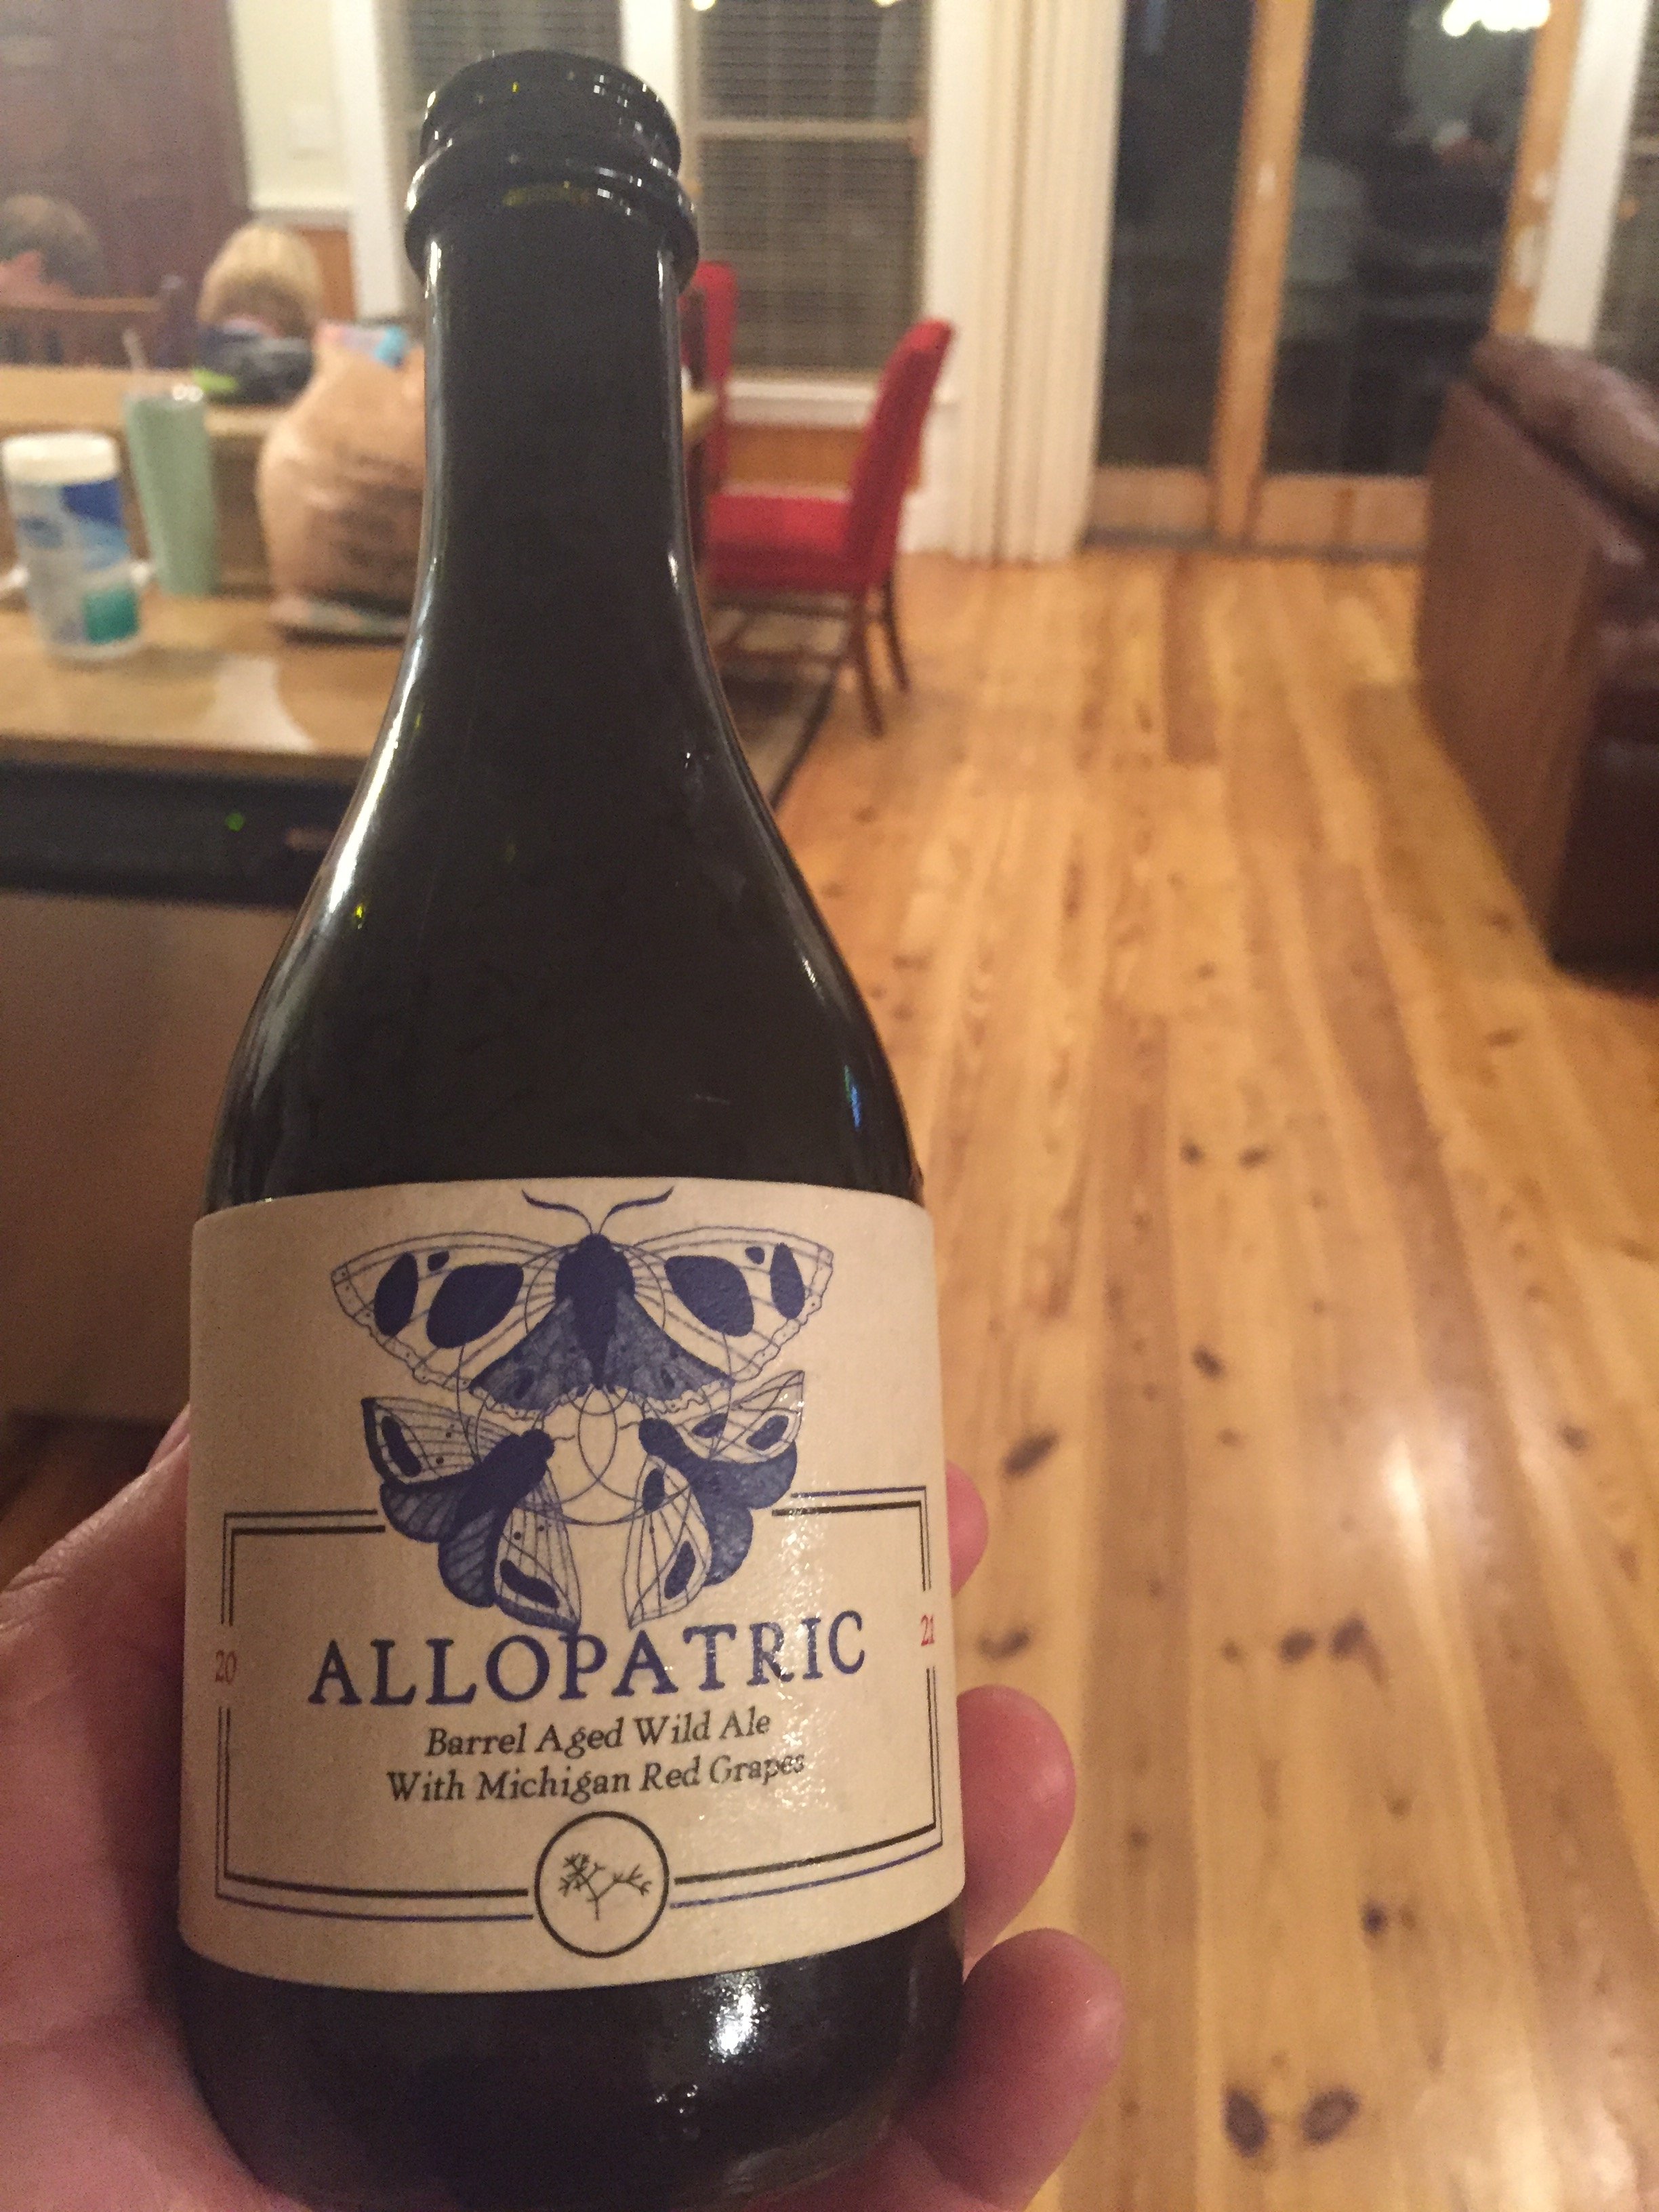 20
21
ALLOPATRIC
Barrel Aged Wild Ale
With Michigan Red Grapes